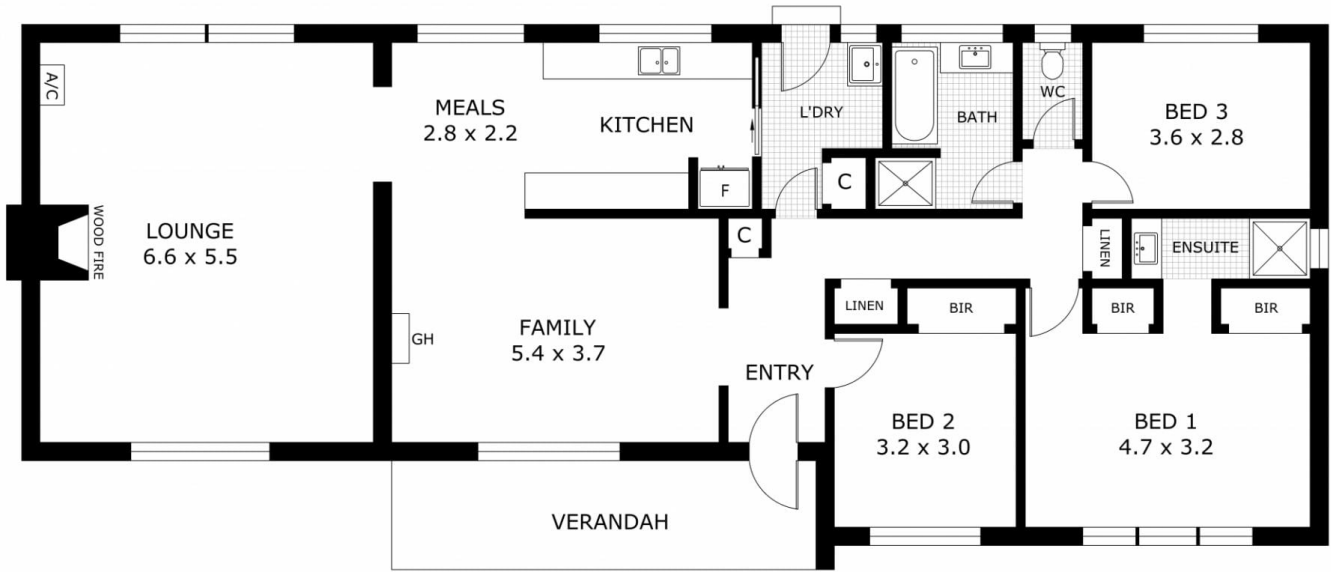 A/C
MEALS
2.8 x 2.2
KITCHEN
L'DRY
BATH
WC
BED 3
3.6 x 2.8
F
C
C
LOUNGE
6.6 x 5.5
WOOD FIRE
LINEN
ENSUITE
FAMILY
5.4 x 3.7
GH
LINEN
BIR
BIR
BIR
ENTRY
BED 2
3.2 x 3.0
BED 1
4.7 x 3.2
VERANDAH